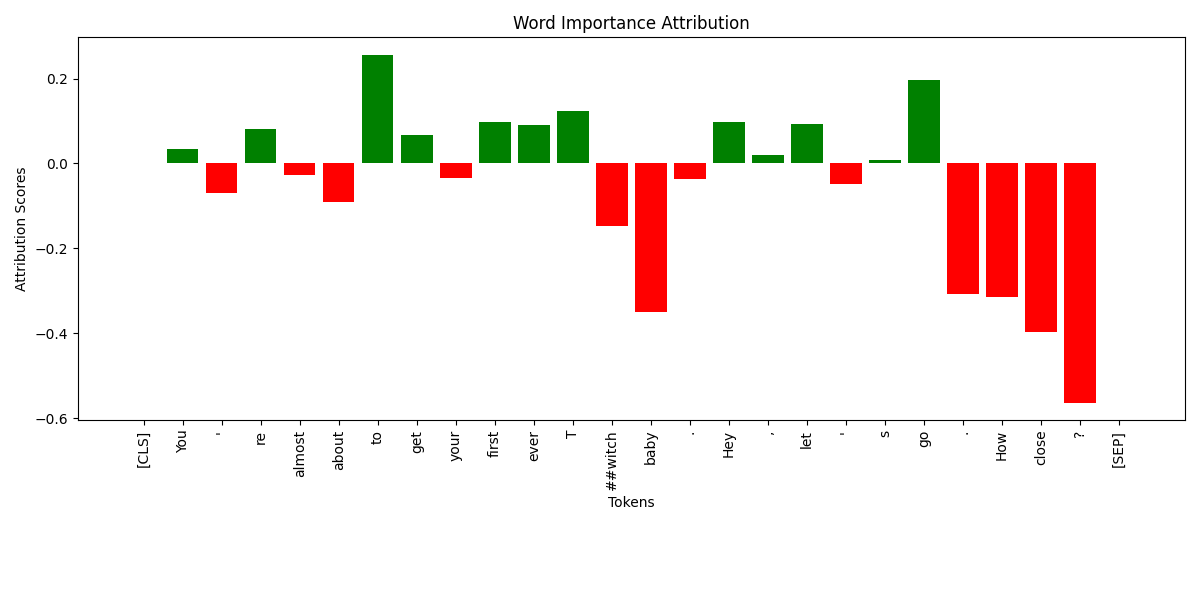 Word Importance Attribution
Attribution Scores
0.2
0.0
−0.2
−0.4
−0.6
[CLS]
You
'
re
almost
about
to
get
your
first
ever
T
##witch
baby
.
Hey
,
let
'
s
go
.
How
close
?
[SEP]
Tokens